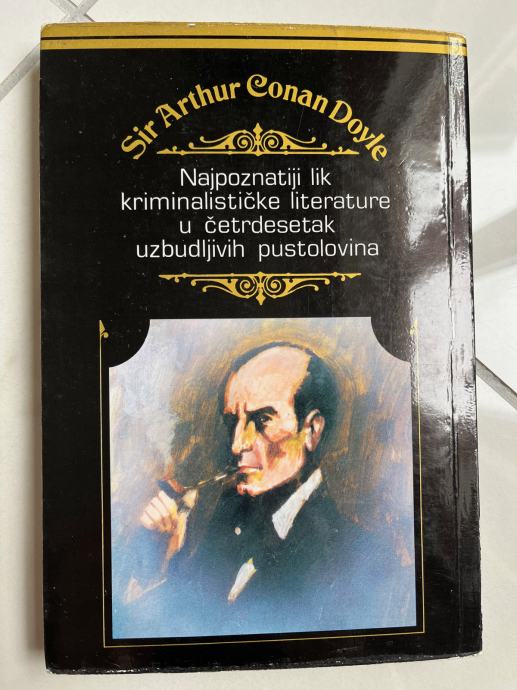 Sir Arthur Conan Doyle
Najpoznatiji lik
kriminalističke literature
u četrdesetak
uzbudljivih pustolovina